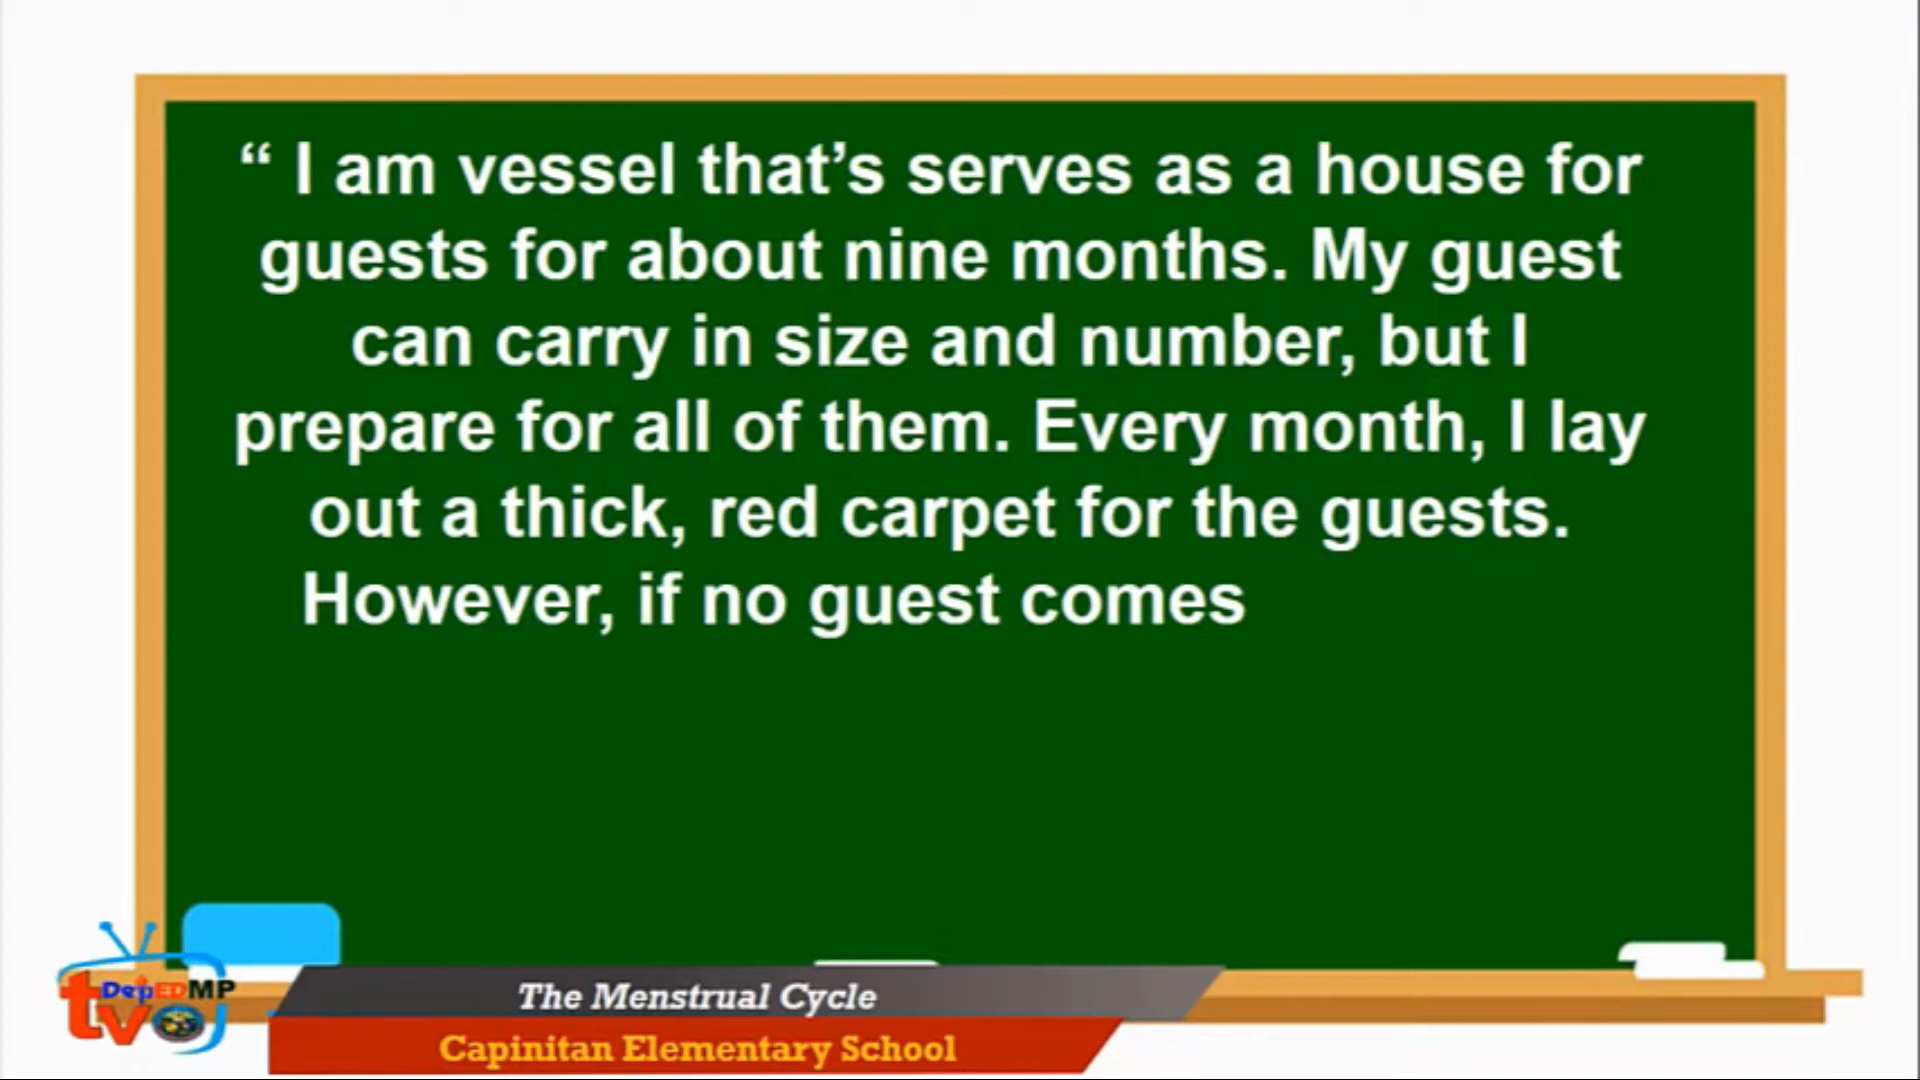 “ I am vessel that’s serves as a house for
guests for about nine months. My guest
can carry in size and number, but I
prepare for all of them. Every month, I lay
out a thick, red carpet for the guests.
However, if no guest comes
DepEDMP
tv
The Menstrual Cycle
Capinitan Elementary School